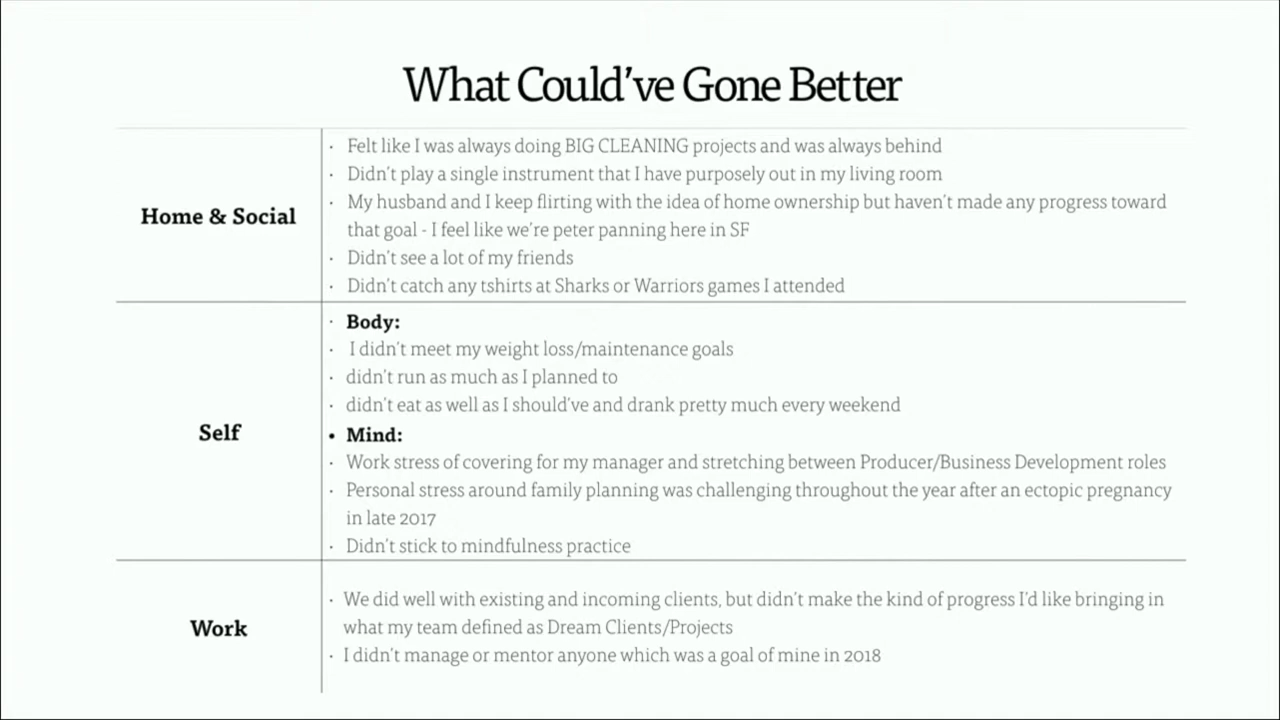 What Could've Gone Better
Home & Social
· Felt like I was always doing BIG CLEANING projects and was always behind
· Didn't play a single instrument that I have purposely out in my living room
· My husband and I keep flirting with the idea of home ownership but haven't made any progress toward
that goal - I feel like we're peter panning here in SF
· Didn't see a lot of my friends
· Didn't catch any tshirts at Sharks or Warriors games I attended
Self
· Body:
· I didn't meet my weight loss/maintenance goals
· didn't run as much as I planned to
· didn't eat as well as I should've and drank pretty much every weekend
• Mind:
· Work stress of covering for my manager and stretching between Producer/Business Development roles
· Personal stress around family planning was challenging throughout the year after an ectopic pregnancy
in late 2017
· Didn't stick to mindfulness practice
Work
· We did well with existing and incoming clients, but didn't make the kind of progress I'd like bringing in
what my team defined as Dream Clients/Projects
· I didn't manage or mentor anyone which was a goal of mine in 2018